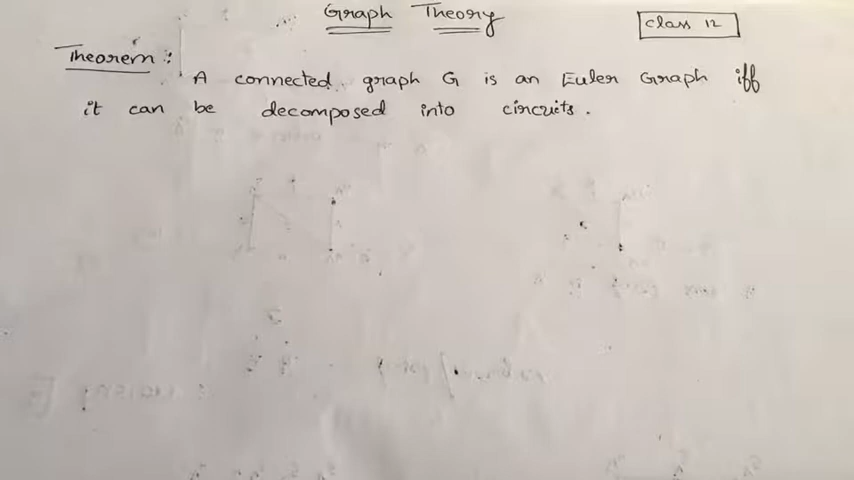 Graph Theory
class 12
Theorem :
A connected graph G is an Euler Graph iff
it can be decomposed into circuits .